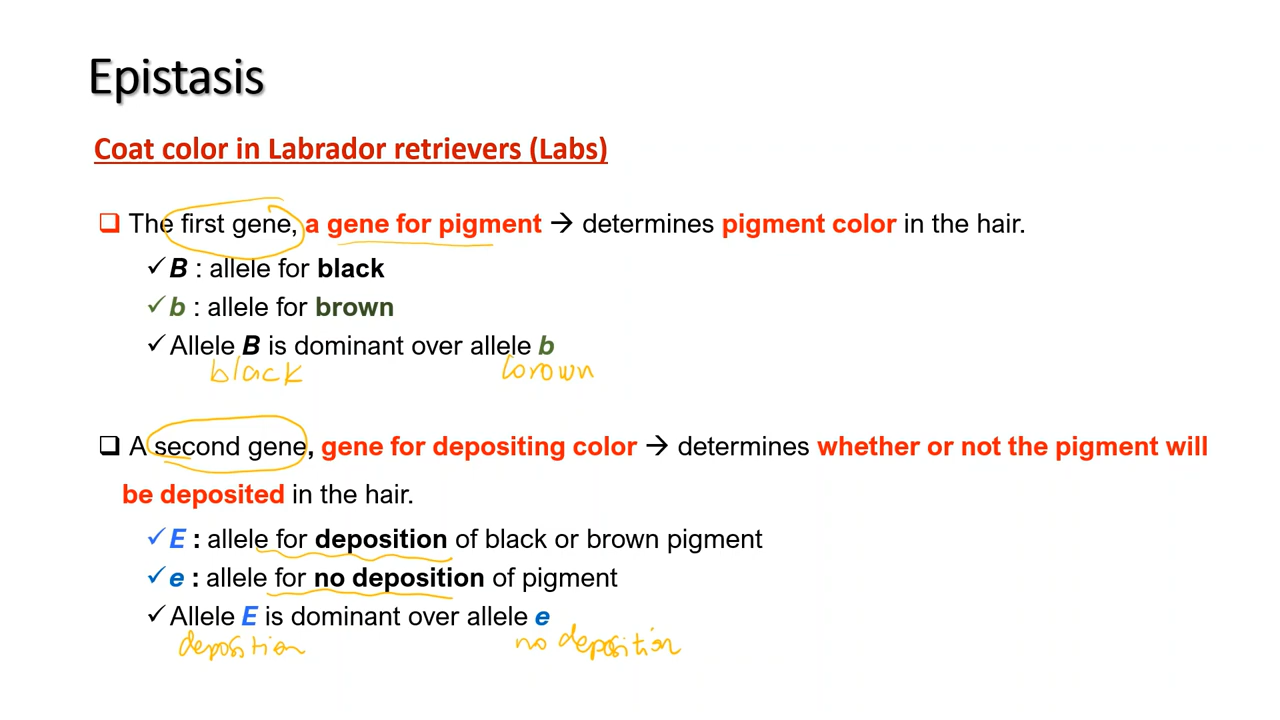 Epistasis
Coat color in Labrador retrievers (Labs)
❑ The first gene, a gene for pigment → determines pigment color in the hair.
✓ B : allele for black
✓ b : allele for brown
✓ Allele B is dominant over allele b
black brown
❑ A second gene, gene for depositing color → determines whether or not the pigment will
be deposited in the hair.
✓ E : allele for deposition of black or brown pigment
✓ e : allele for no deposition of pigment
✓ Allele E is dominant over allele e
deposition no deposition